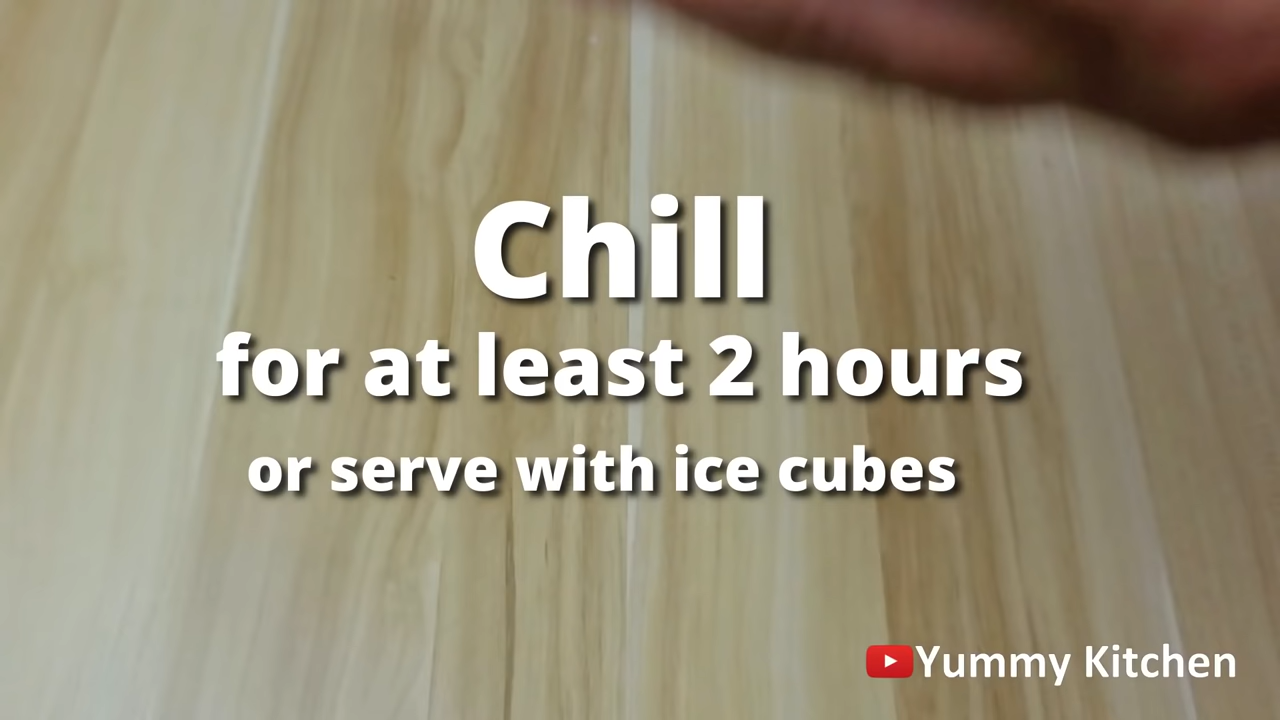 Chill
for at least 2 hours
or serve with ice cubes
Yummy Kitchen